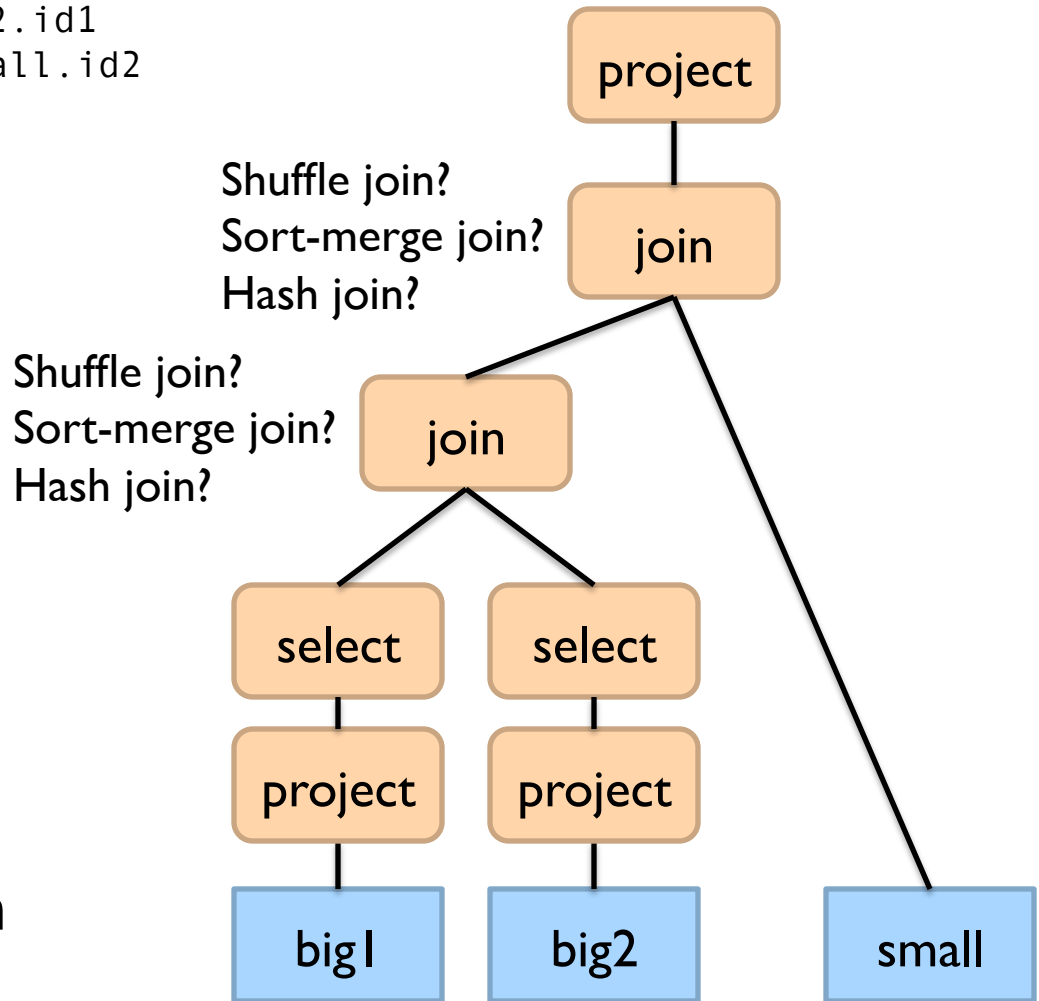 2.id1
all.id2
project
Shuffle join?
Sort-merge join?
Hash join?
join
Shuffle join?
Sort-merge join?
Hash join?
join
select
select
project
project
big1
big2
small